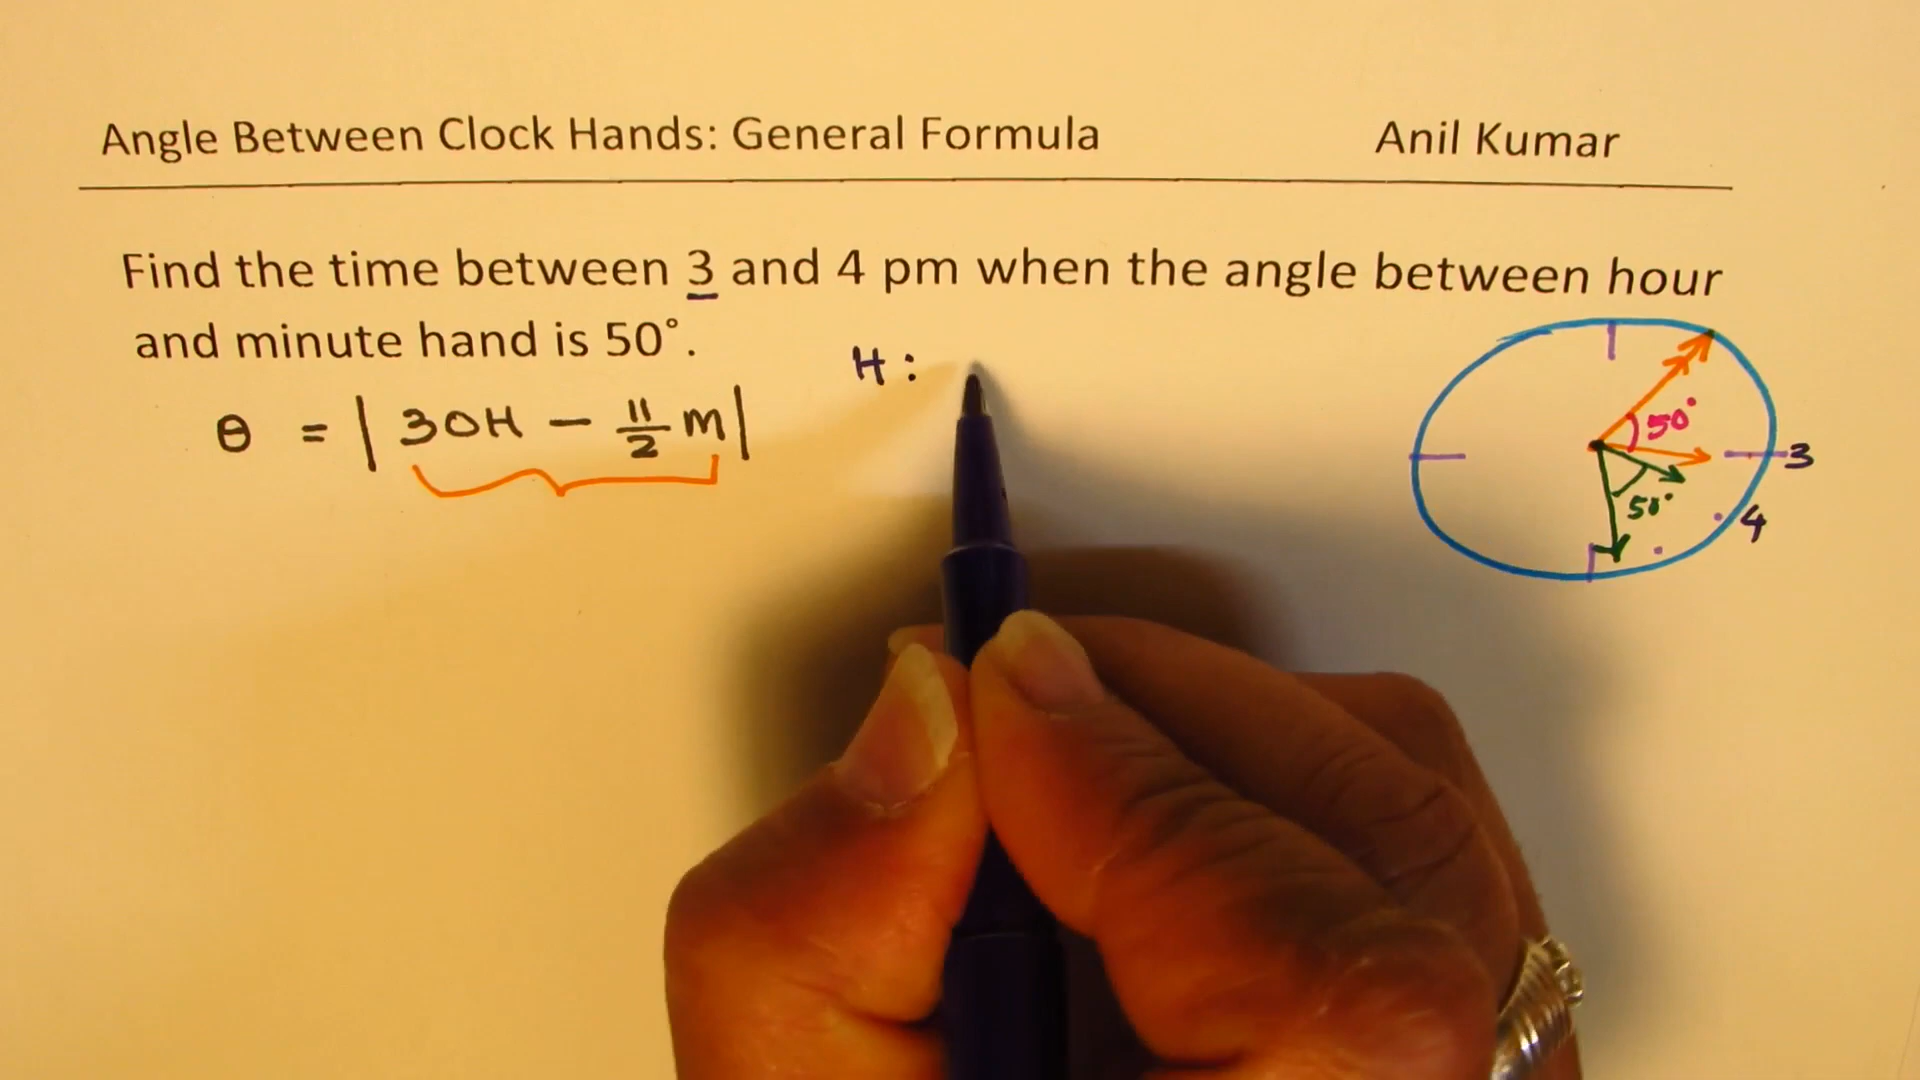 Angle Between Clock Hands: General Formula Anil Kumar
Find the time between 3 and 4 pm when the angle between hour
and minute hand is 50°.
H :
θ = | 30H - 11/2 M |
50°
3
50°
4